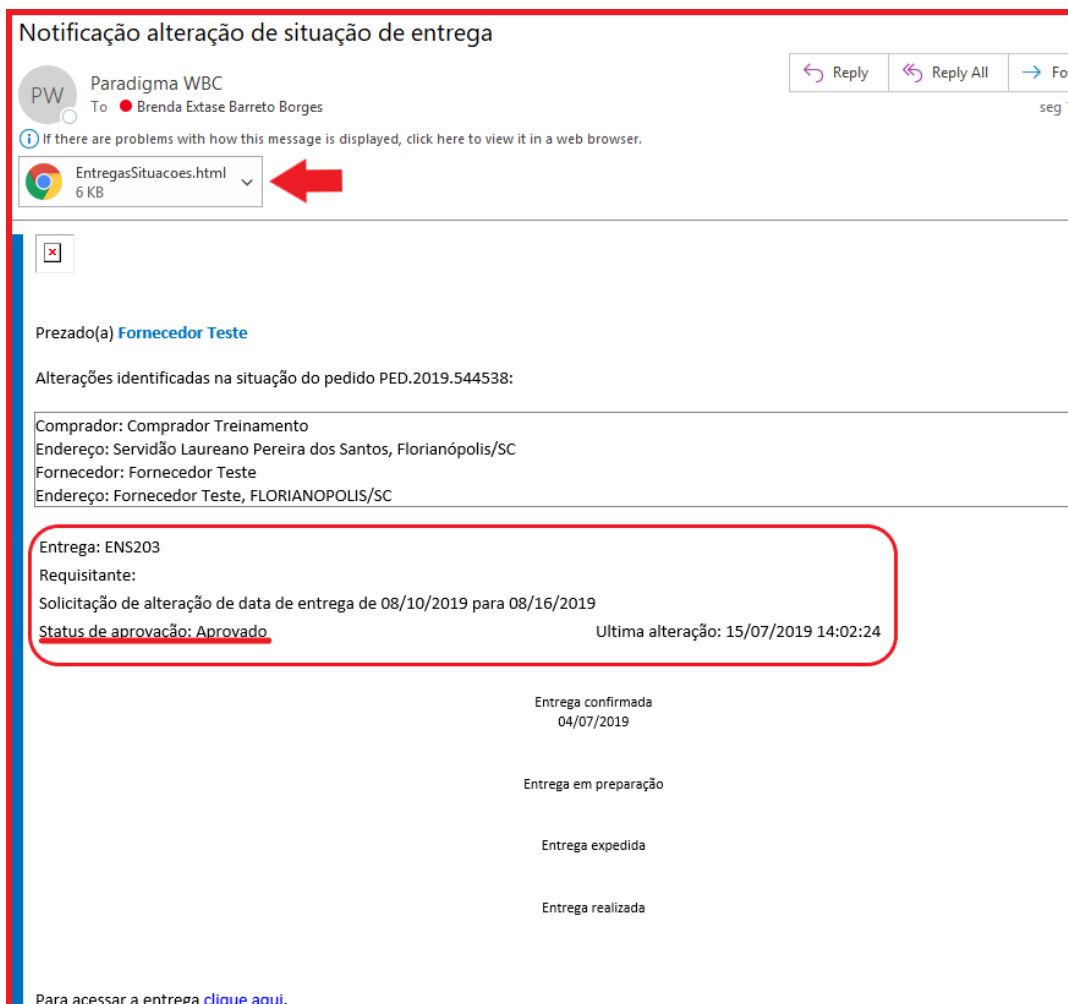 Notificação alteração de situação de entrega
PW
Paradigma WBC
To Brenda Extase Barreto Borges
Reply
Reply All
Fo
seg
If there are problems with how this message is displayed, click here to view it in a web browser.
EntregasSituacoes.html
6 KB
Prezado(a) Fornecedor Teste
Alterações identificadas na situação do pedido PED.2019.544538:
Comprador: Comprador Treinamento
Endereço: Servidão Laureano Pereira dos Santos, Florianópolis/SC
Fornecedor: Fornecedor Teste
Endereço: Fornecedor Teste, FLORIANOPOLIS/SC
Entrega: ENS203
Requisitante:
Solicitação de alteração de data de entrega de 08/10/2019 para 08/16/2019
Status de aprovação: Aprovado Ultima alteração: 15/07/2019 14:02:24
Entrega confirmada
04/07/2019
Entrega em preparação
Entrega expedida
Entrega realizada
Para acessar a entrega clique aqui.